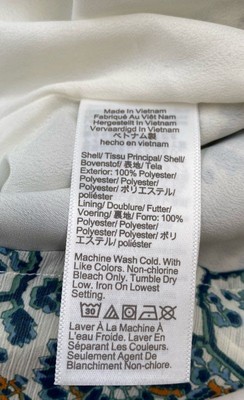 Made In Vietnam
Fabriqué Au Viêt Nam
Hergestellt In Vietnam
Vervaardigd In Vietnam
ベトナム製
hecho en vietnam
Shell/ Tissu Principal/ Shell/
Bovenstof/ 表地/ Tela
Exterior: 100% Polyester/
Polyester/ Polyester/
Polyester/ ポリエステル/
poliéster
Lining/ Doublure/ Futter/
Voering/ 裏地/ Forro: 100%
Polyester/ Polyester/
Polyester/ Polyester/ ポリ
エステル/ poliéster
Machine Wash Cold. With
Like Colors. Non-chlorine
Bleach Only. Tumble Dry
Low. Iron On Lowest
Setting.
30
Laver À La Machine À
L'eau Froide. Laver En
Séparant Les Couleurs.
Seulement Agent De
Blanchiment Non